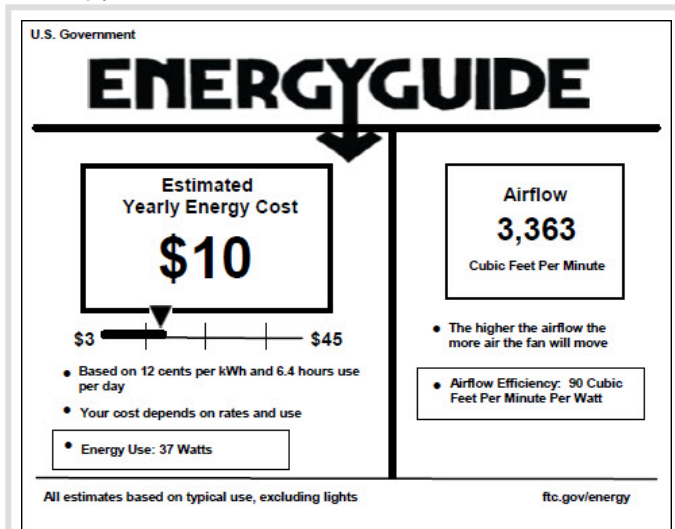 U.S. Government
ENERGYGUIDE
Estimated
Yearly Energy Cost
$10
$3
$45
• Based on 12 cents per kWh and 6.4 hours use
per day
• Your cost depends on rates and use
• Energy Use: 37 Watts
Airflow
3,363
Cubic Feet Per Minute
• The higher the airflow the
more air the fan will move
• Airflow Efficiency: 90 Cubic
Feet Per Minute Per Watt
All estimates based on typical use, excluding lights
ftc.gov/energy